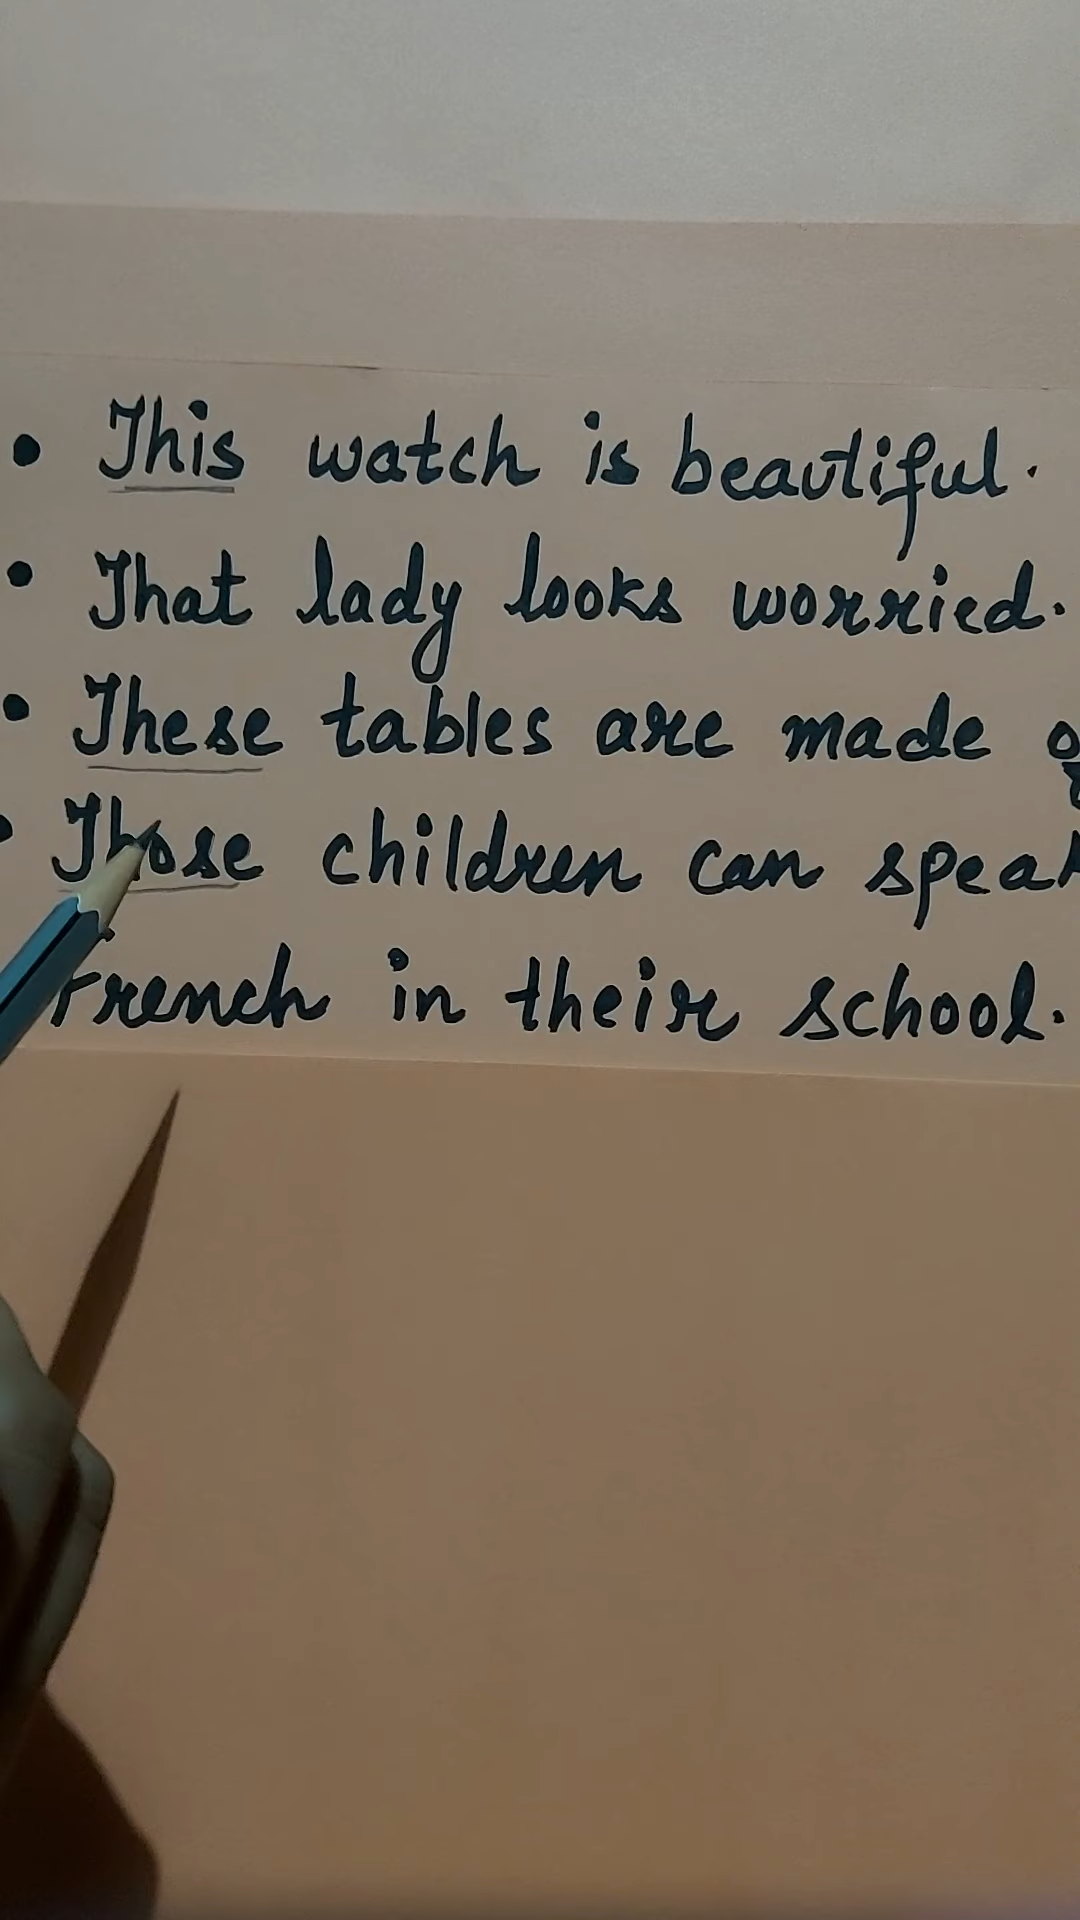 • This watch is beautiful.
• That lady looks worried.
• These tables are made
• Those children can speak
French in their school.